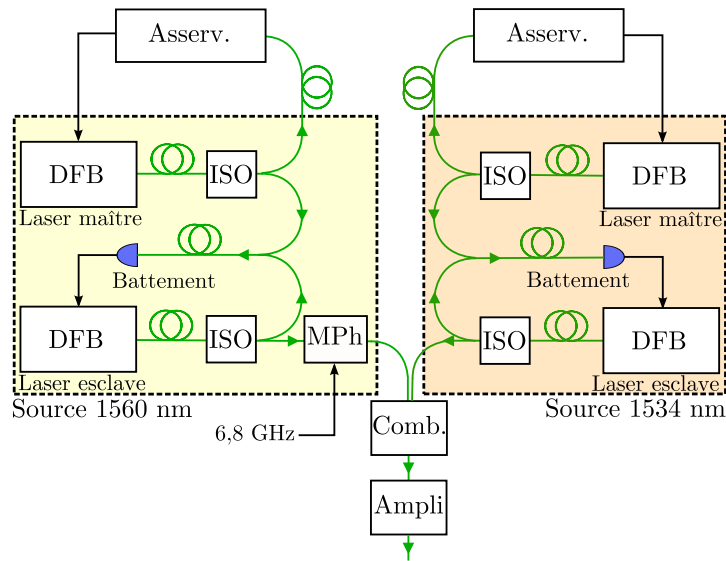 Asserv.
Asserv.
DFB
ISO
Laser maître
Battement
DFB
ISO
MPh
Laser esclave
Source 1560 nm
6,8 GHz
ISO
DFB
Laser maître
Battement
ISO
DFB
Laser esclave
Source 1534 nm
Comb.
Ampli